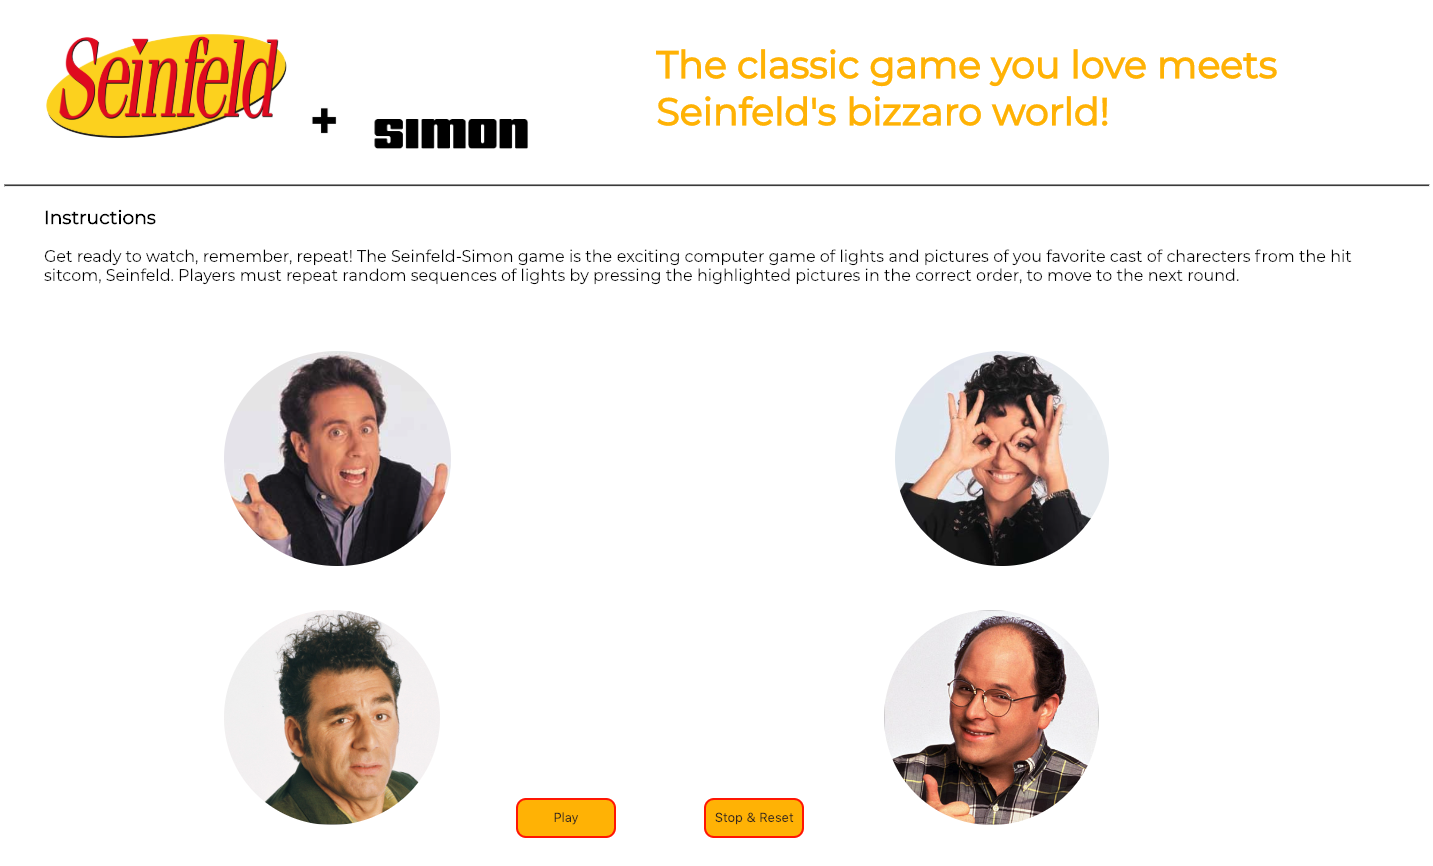 Seinfeld
+
simon
The classic game you love meets
Seinfeld's bizzaro world!
Instructions
Get ready to watch, remember, repeat! The Seinfeld-Simon game is the exciting computer game of lights and pictures of you favorite cast of charecters from the hit
sitcom, Seinfeld. Players must repeat random sequences of lights by pressing the highlighted pictures in the correct order, to move to the next round.
Play
Stop & Reset